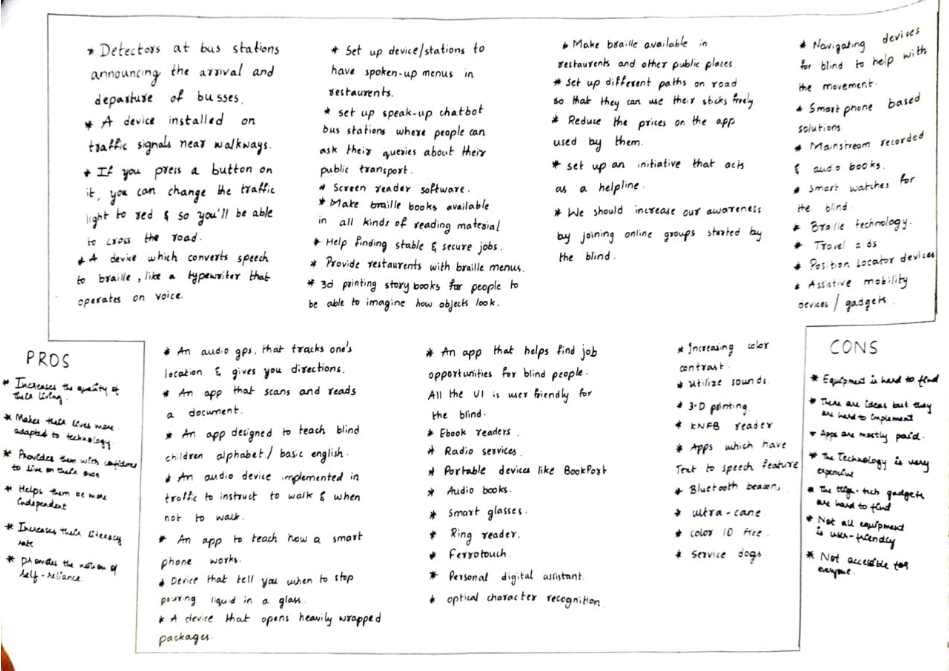 * Detectors at bus stations
announcing the arrival and
departure of busses.
* A device installed on
traffic signals near walkways.
* If you press a button on
it, you can change the traffic
light to red & so you'll be able
to cross the road.
* A device which converts speech
to braille, like a typewriter that
operates on voice.
* Set up device/stations to
have spoken-up menus in
restaurents.
* set up speak-up chatbot
bus stations where people can
ask their queries about their
public transport.
* Screen reader software.
* Make braille books available
in all kinds of reading material
* Help finding stable & secure jobs.
* Provide restaurents with braille menus.
* 3d printing story books for people to
be able to imagine how objects look.
* Make braille available in
restaurents and other public places
* Set up different paths on road
so that they can use their sticks freely
* Reduce the prices on the app
used by them.
* set up an initiative that acts
as a helpline.
* We should increase our awareness
by joining online groups started by
the blind.
* Navigating devices
for blind to help with
the movement.
* Smart phone based
solutions
* Mainstream recorded
& audio books.
* Smart watches for
the blind
* Braille technology.
* Travel aids
* Position Locator devices
* Assistive mobility
devices / gadgets.
PROS
* Increases the quality of
their living.
* Makes their lives more
adapted to technology.
* Provides them with confidence
to live on their own
* Helps them be more
independent
* Increases their literacy
rate
* provides the notion of
self-reliance.
* An audio gps, that tracks one's
location & gives you directions.
* An app that scans and reads
a document.
* An app designed to teach blind
children alphabet / basic english.
* An audio device implemented in
traffic to instruct to walk & when
not to walk.
* An app to teach how a smart
phone works.
* Device that tell you when to stop
pouring liquid in a glass.
* A device that opens heavily wrapped
packages.
* An app that helps find job
opportunities for blind people.
All the UI is user friendly for
the blind.
* Ebook readers.
* Radio services.
* Portable devices like BookPort
* Audio books.
* Smart glasses.
* Ring reader.
* Ferrotouch.
* Personal digital assistant.
* optical character recognition.
* Increasing color
contrast.
* Utilize sounds.
* 3-D printing.
* KNFB reader
* Apps which have
Text to speech feature
* Bluetooth beacon,
* ultra-cane.
* color ID Free.
* Service dogs
CONS
* Equipment is hard to find
* There are ideas but they
are hard to implement
* Apps are mostly paid.
* The Technology is very
expensive
* The High-tech gadgets
are hard to find
* Not all equipment
is user-friendly
* Not accessible for
everyone.